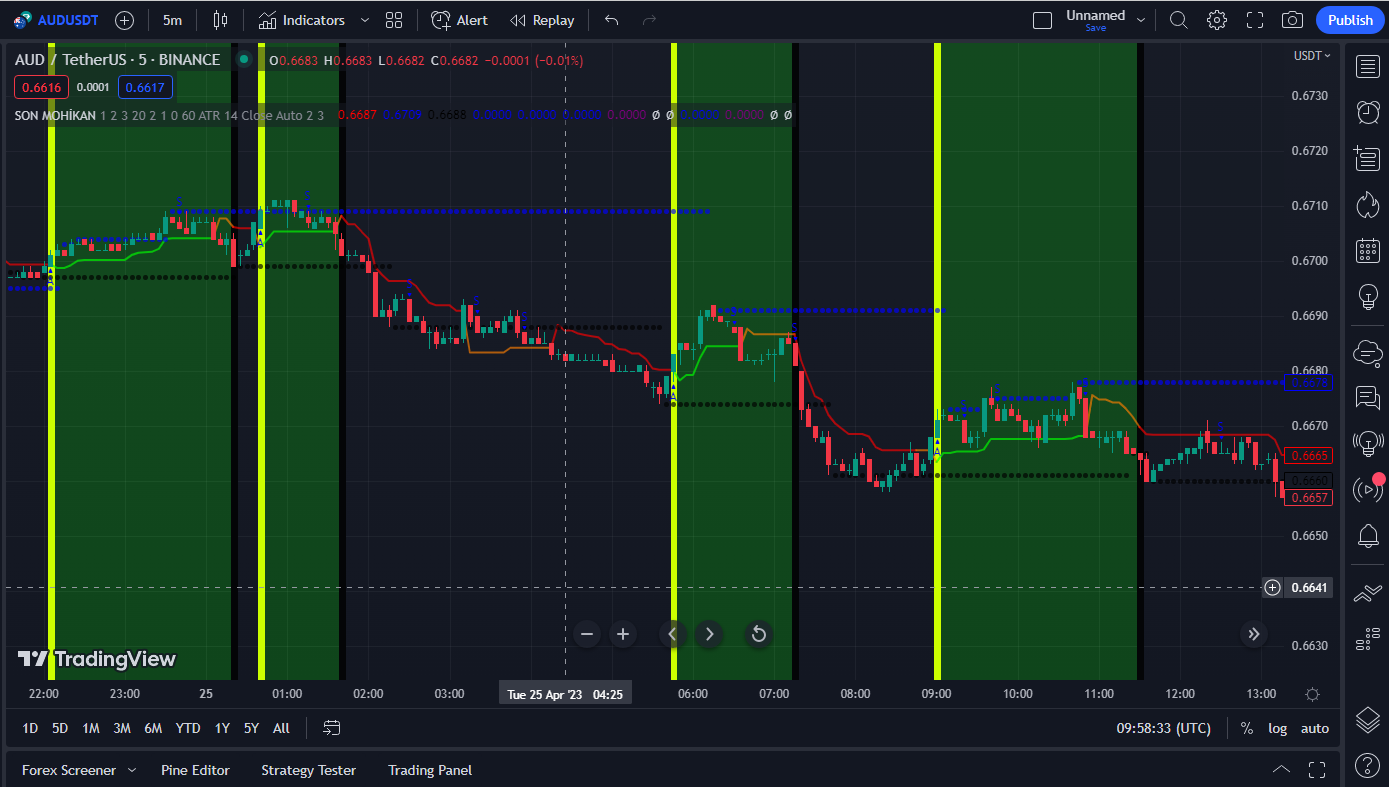 AUDUSDT 5m Indicators Alert Replay Unnamed Save Publish
AUD / TetherUS · 5 · BINANCE O0.6683 H0.6683 L0.6682 C0.6682 −0.0001 (−0.01%) USDT
0.6616 0.0001 0.6617
SON MOHİKAN 1 2 3 20 2 1 0 60 ATR 14 Close Auto 2 3 0.6687 0.6709 0.6688 0.0000 0.0000 0.0000 0.0000 Ø Ø 0.0000 0.0000 Ø Ø
0.6730
0.6720
0.6710
0.6700
0.6690
0.6680
0.6678
0.6670
0.6665
0.6660
0.6657
0.6650
0.6641
0.6630
S S S S S S S S S S
A A A A
TradingView
22:00 23:00 25 01:00 02:00 03:00 Tue 25 Apr '23 04:25 06:00 07:00 08:00 09:00 10:00 11:00 12:00 13:00
1D 5D 1M 3M 6M YTD 1Y 5Y All 09:58:33 (UTC) % log auto
Forex Screener Pine Editor Strategy Tester Trading Panel